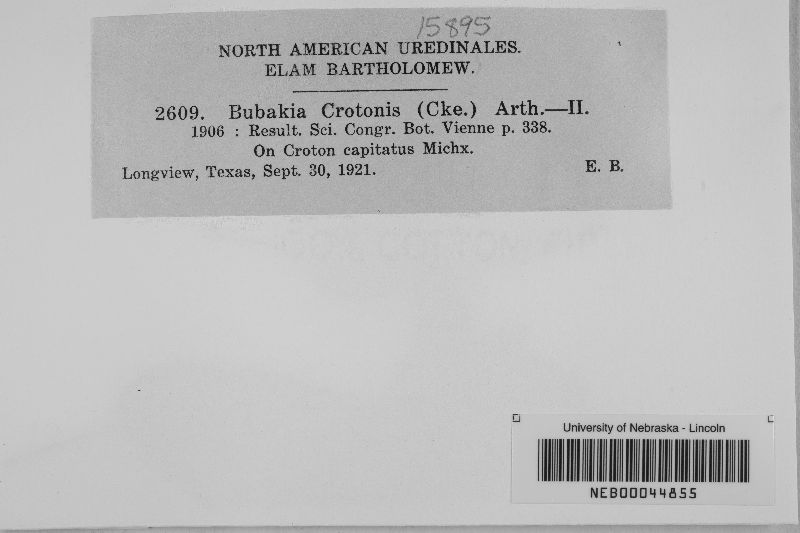 15895
NORTH AMERICAN UREDINALES.
ELAM BARTHOLOMEW.
2609. Bubakia Crotonis (Cke.) Arth.—II.
1906 : Result. Sci. Congr. Bot. Vienne p. 338.
On Croton capitatus Michx.
Longview, Texas, Sept. 30, 1921. E. B.
University of Nebraska - Lincoln
NEB00044855